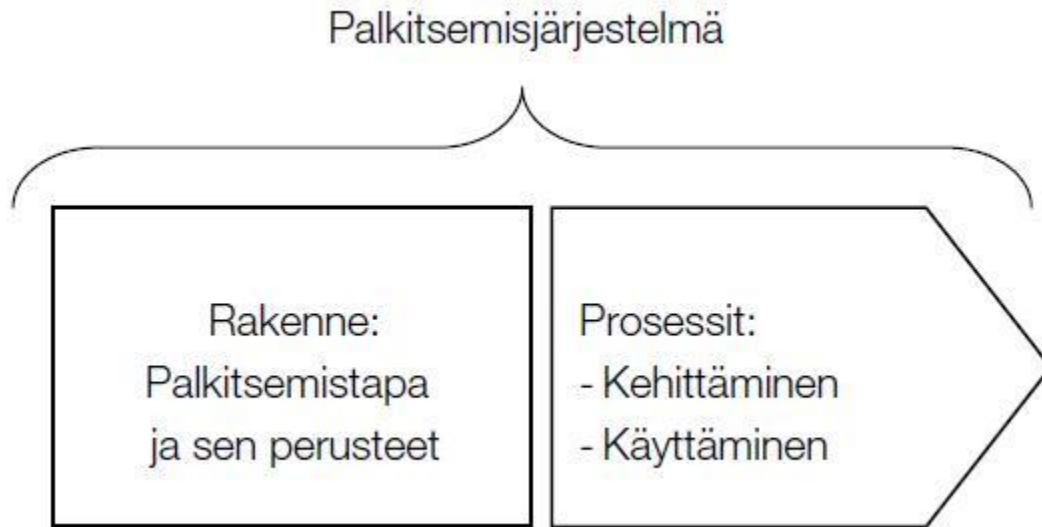 Palkitsemisjärjestelmä
Rakenne:
Palkitsemistapa
ja sen perusteet
Prosessit:
- Kehittäminen
- Käyttäminen